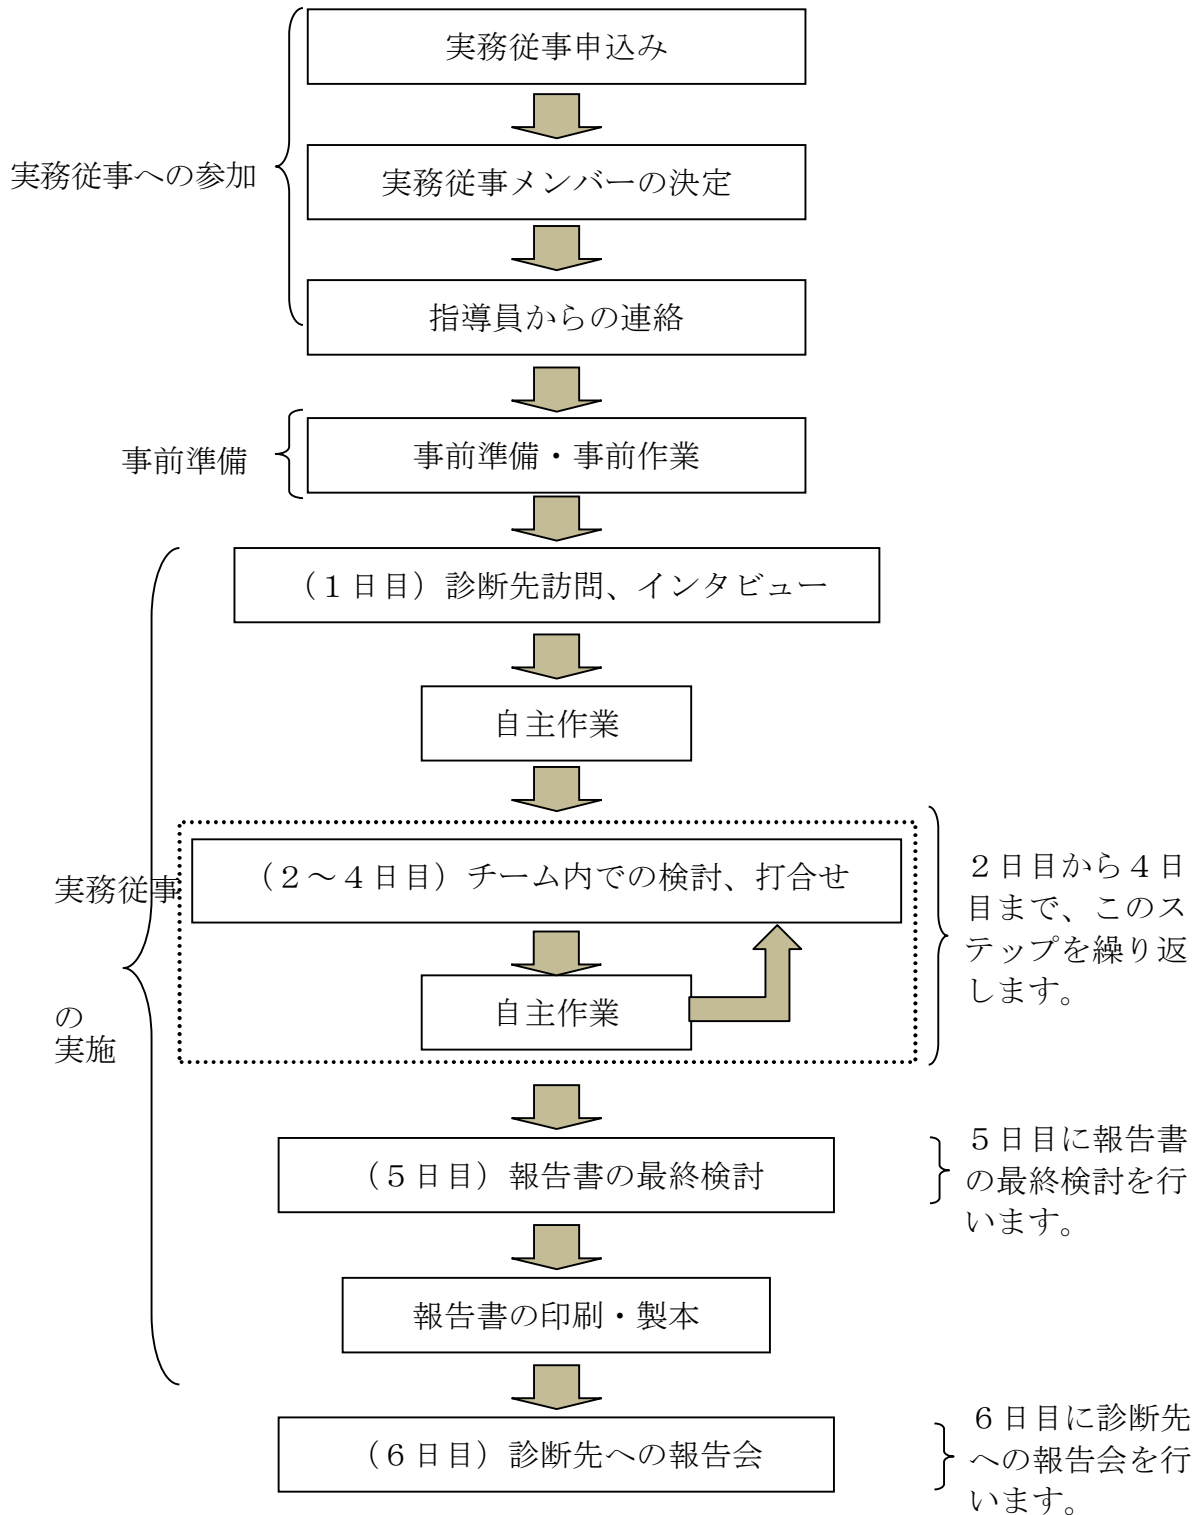 実務従事申込み
実務従事への参加
実務従事メンバーの決定
指導員からの連絡
事前準備
事前準備・事前作業
(1日目)診断先訪問、インタビュー
自主作業
(2～4日目)チーム内での検討、打合せ
実務従事
の
実施
自主作業
2日目から4日
目まで、このス
テップを繰り返
します。
(5日目)報告書の最終検討
5日目に報告書
の最終検討を行
います。
報告書の印刷・製本
(6日目)診断先への報告会
6日目に診断先
への報告会を行
います。